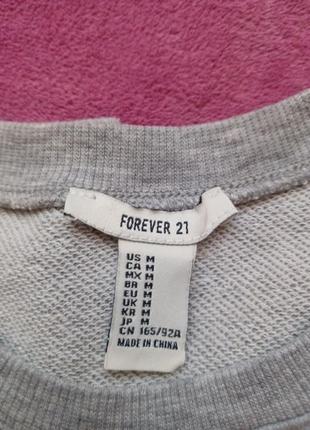 FOREVER 21
US M
CA M
MX M
BR M
EU M
UK M
KR M
JP M
CN 165/92A
MADE IN CHINA